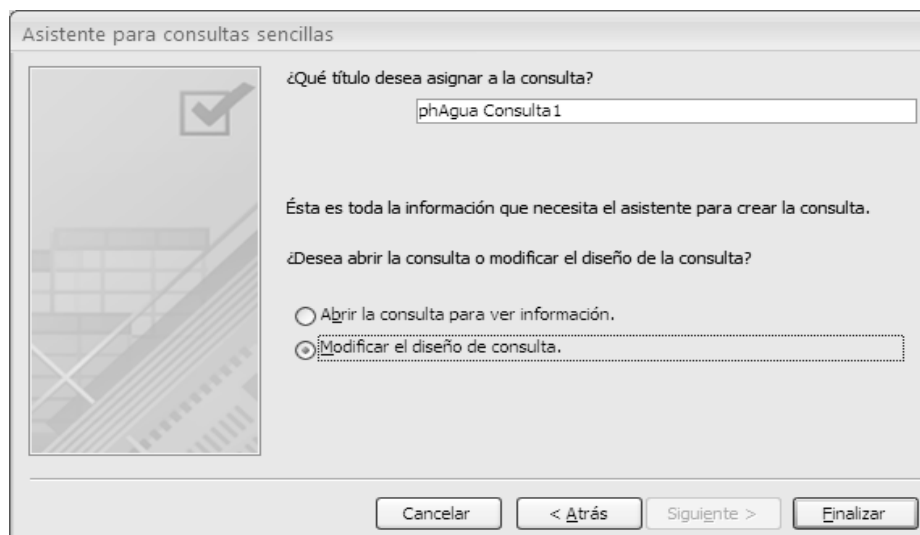 Asistente para consultas sencillas
¿Qué título desea asignar a la consulta?
phAgua Consulta1
Ésta es toda la información que necesita el asistente para crear la consulta.
¿Desea abrir la consulta o modificar el diseño de la consulta?
Abrir la consulta para ver información.
Modificar el diseño de consulta.
Cancelar
< Atrás
Siguiente >
Finalizar